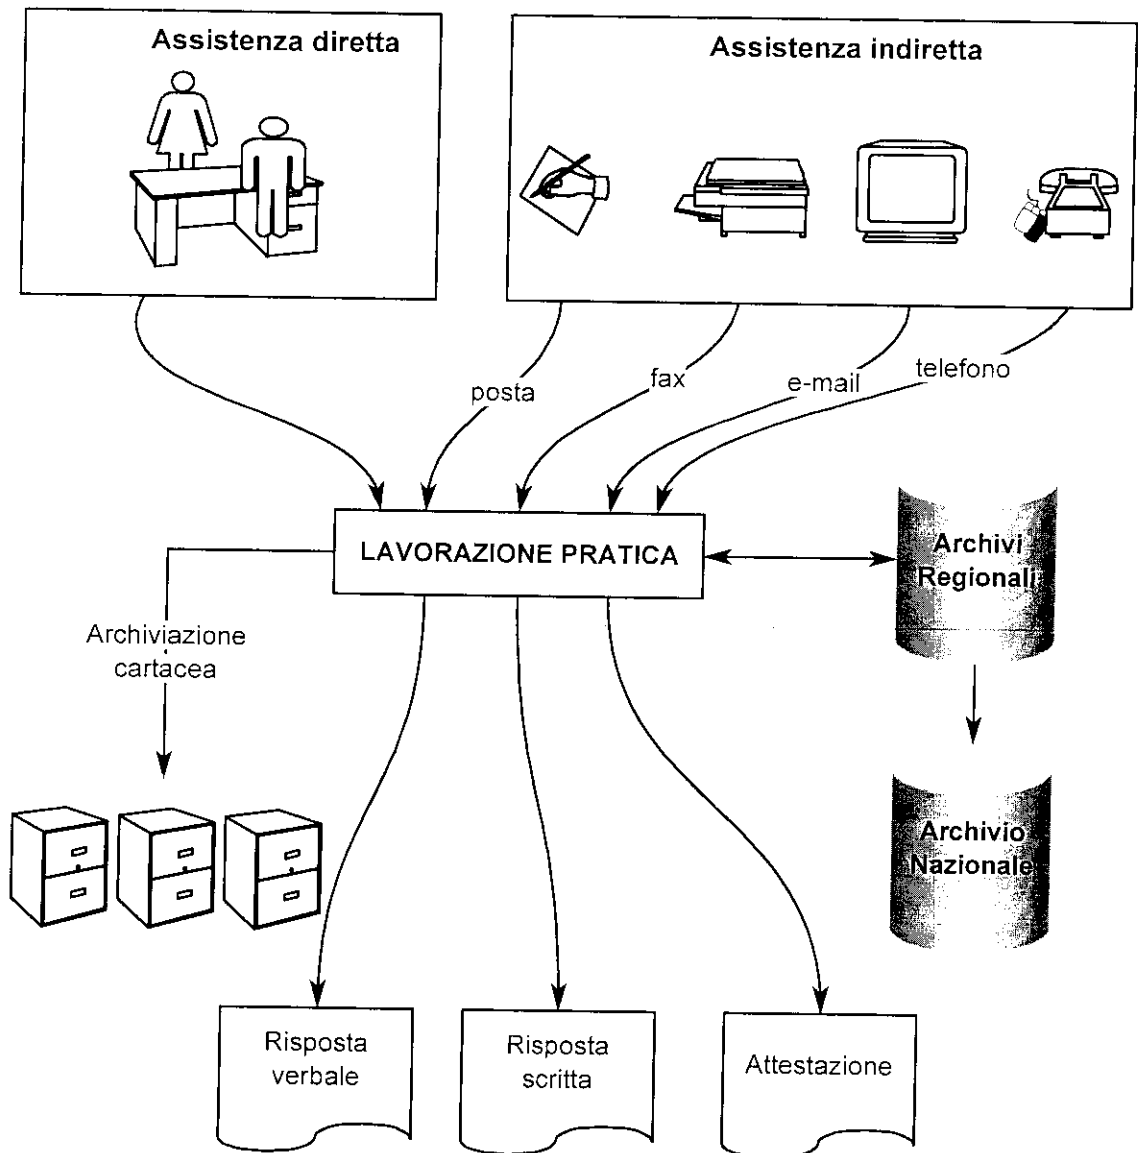 Assistenza diretta
Assistenza indiretta
posta
fax
e-mail
telefono
LAVORAZIONE PRATICA
Archivi
Regionali
Archiviazione
cartacea
Archivio
Nazionale
Risposta
verbale
Risposta
scritta
Attestazione